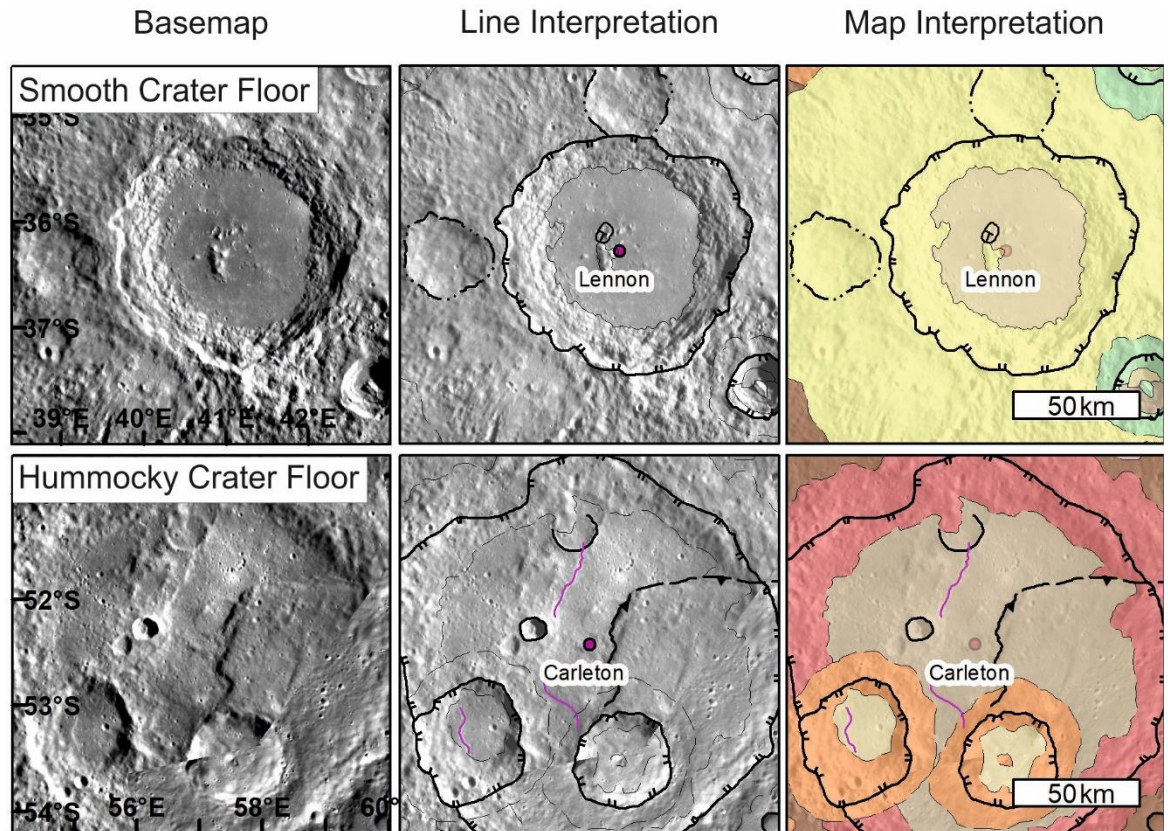 Basemap
Line Interpretation
Map Interpretation
Smooth Crater Floor
35°S
36°S
37°S
39°E 40°E 41°E 42°E
Lennon
Lennon
50 km
Hummocky Crater Floor
52°S
53°S
54°S
56°E
58°E
60°
Carleton
Carleton
50 km